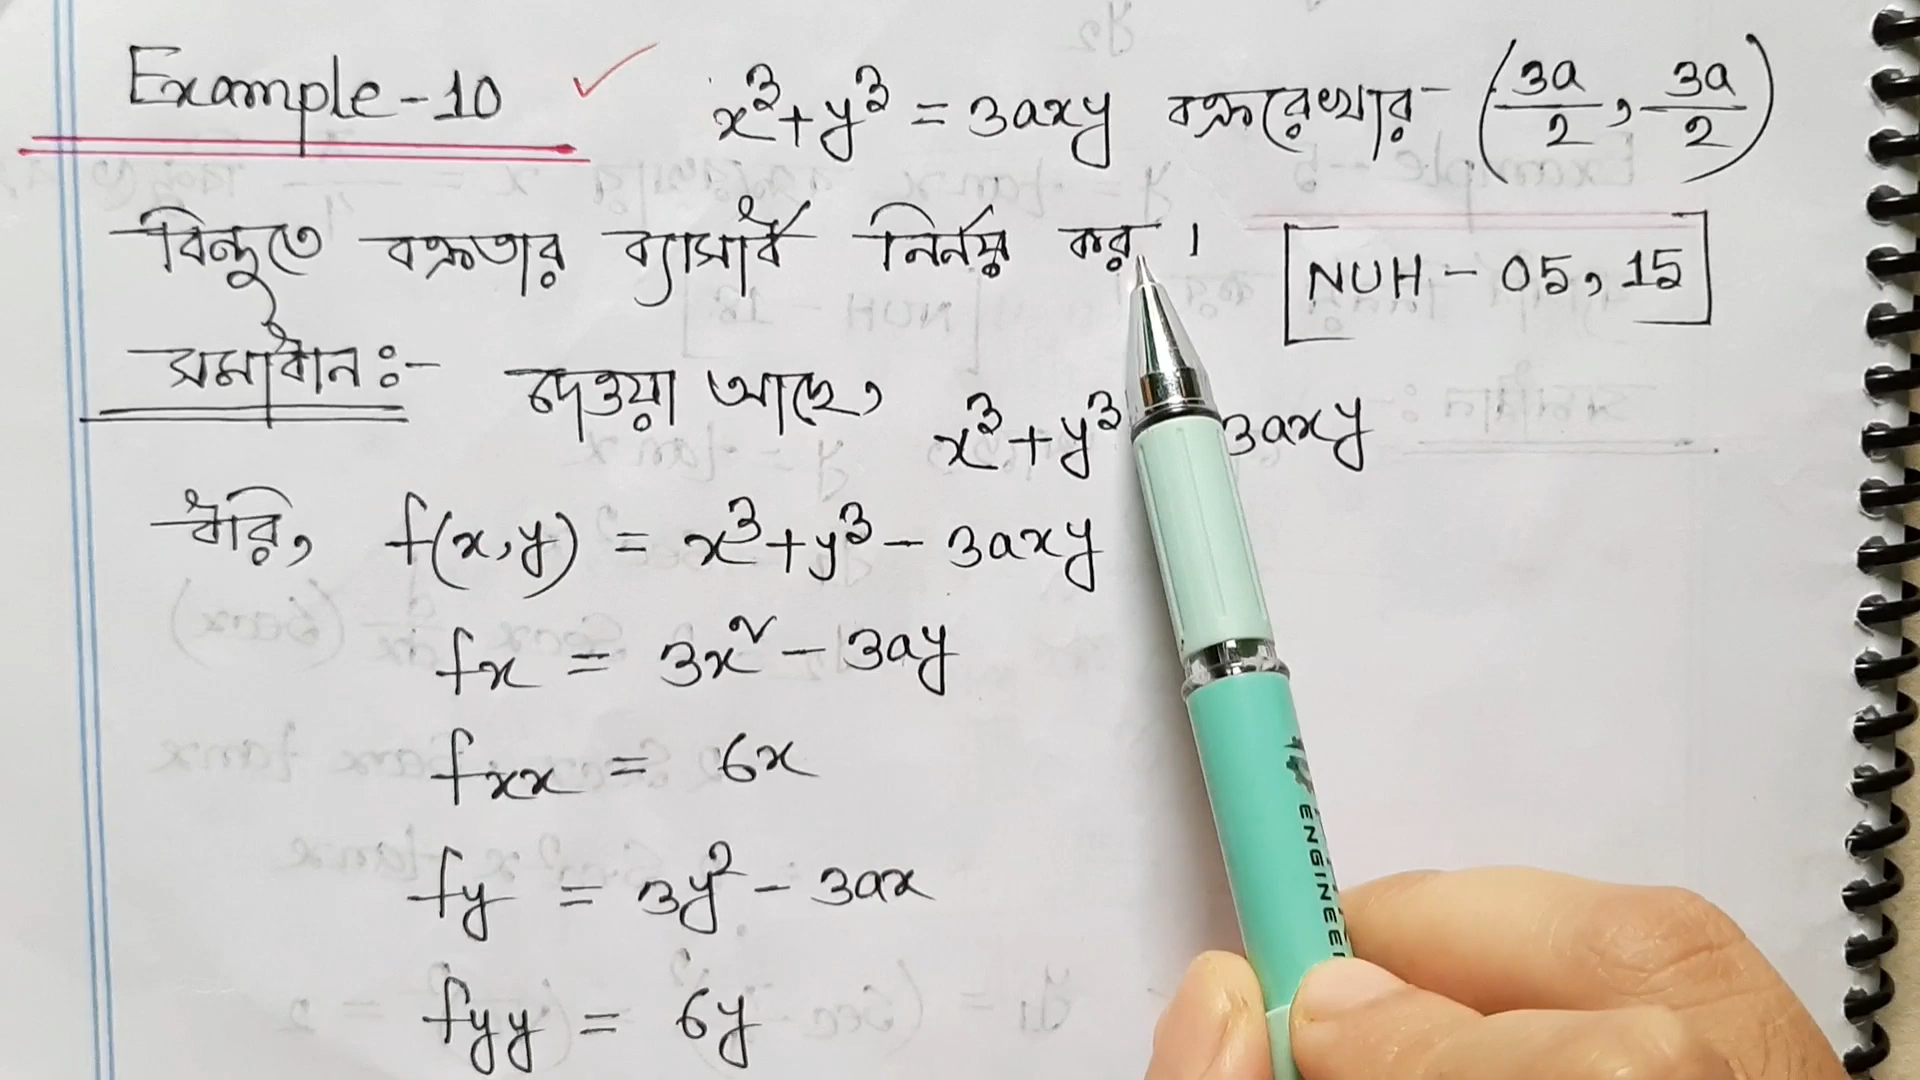 Example-10 x³+y³ = 3axy বক্ররেখার (3a/2, 3a/2)
বিন্দুতে বক্রতার ব্যাসার্ধ নির্নয় কর । [NUH - 05, 15]
সমাধান :- দেওয়া আছে, x³+y³ 3axy
ধরি, f(x,y) = x³+y³ - 3axy
fx = 3x² - 3ay
fxx = 6x
fy = 3y² - 3ax
fyy = 6y
ENGINEER